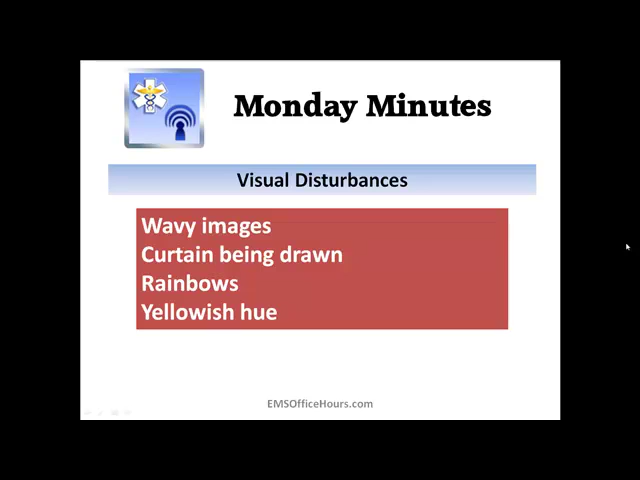 Monday Minutes
Visual Disturbances
Wavy images
Curtain being drawn
Rainbows
Yellowish hue
EMSOfficeHours.com